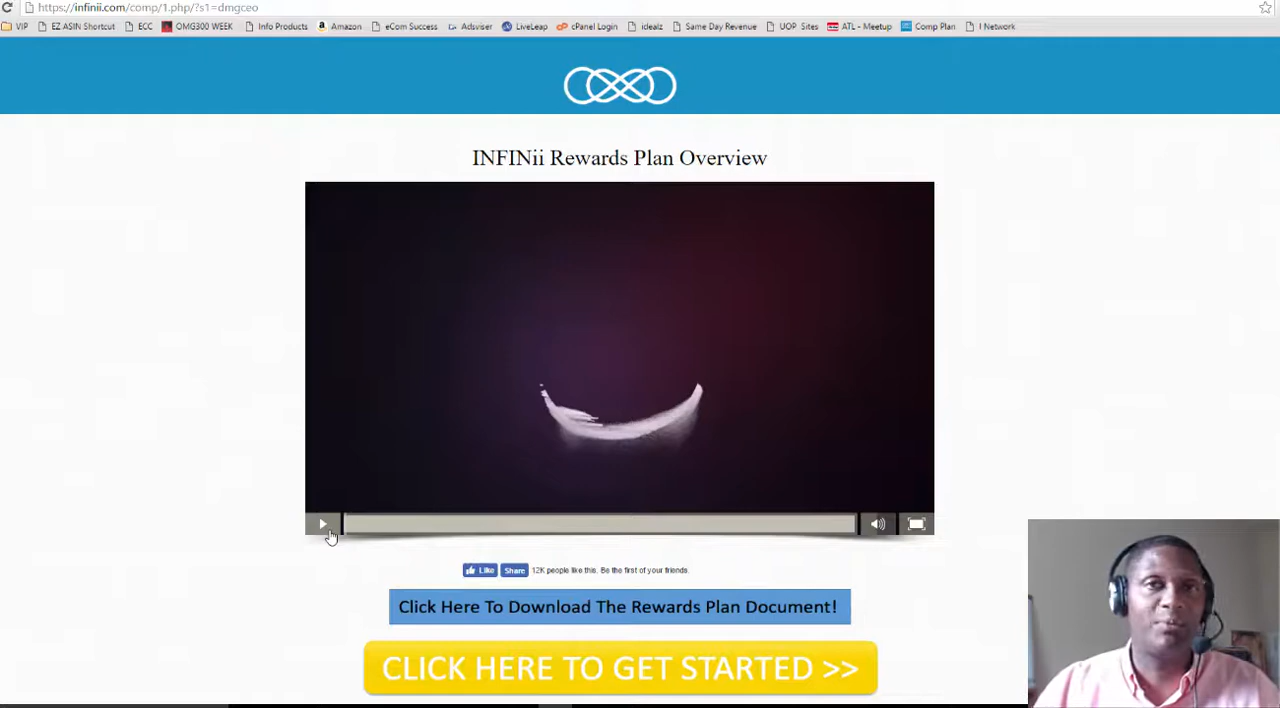 https://infinii.com/comp/1.php/?s1=dmgceo
VIP EZ ASIN Shortcut ECC OMG300 WEEK Info Products Amazon eCom Success Adsviser LiveLeap cPanel Login idealz Same Day Revenue UOP Sites ATL - Meetup Comp Plan I Network
INFINii Rewards Plan Overview
Like Share 12K people like this. Be the first of your friends.
Click Here To Download The Rewards Plan Document!
CLICK HERE TO GET STARTED >>